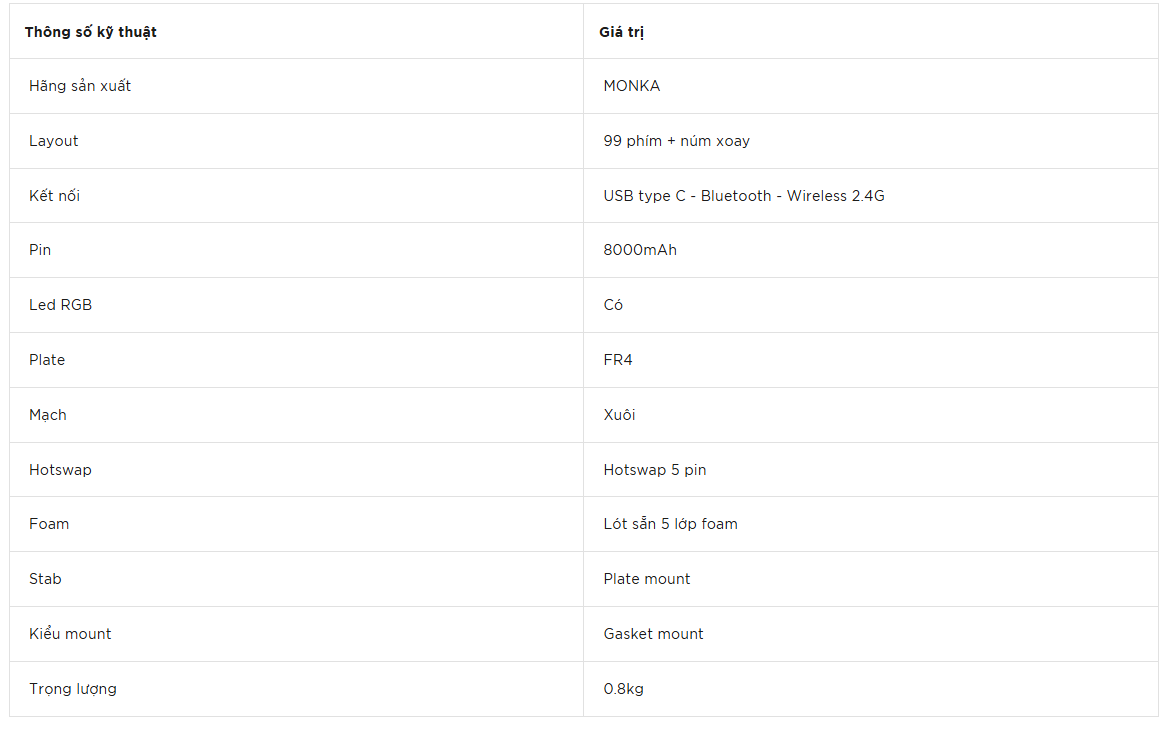 Thông số kỹ thuật Giá trị
Hãng sản xuất MONKA
Layout 99 phím + núm xoay
Kết nối USB type C - Bluetooth - Wireless 2.4G
Pin 8000mAh
Led RGB Có
Plate FR4
Mạch Xuôi
Hotswap Hotswap 5 pin
Foam Lót sẵn 5 lớp foam
Stab Plate mount
Kiểu mount Gasket mount
Trọng lượng 0.8kg